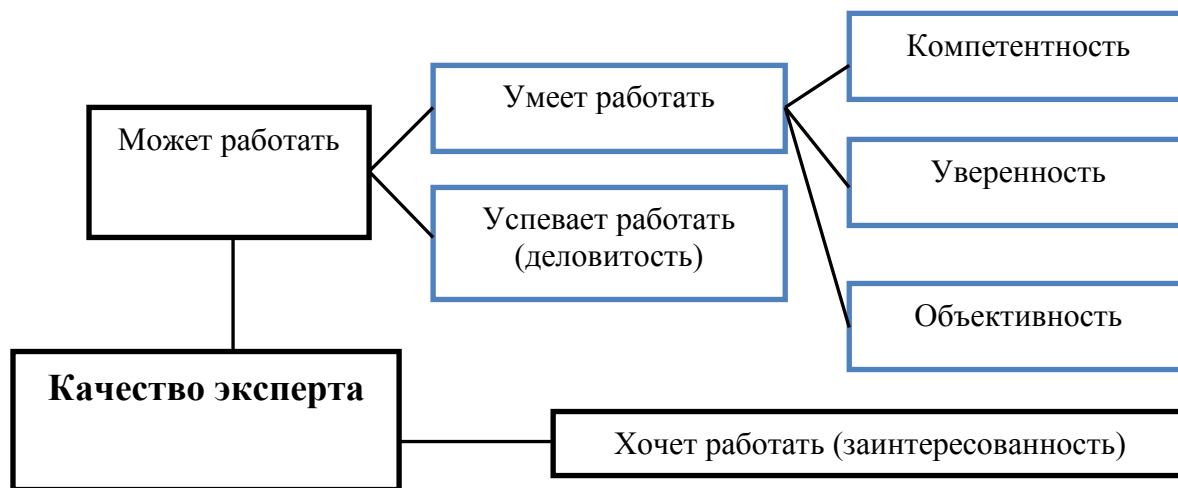 Компетентность
Умеет работать
Может работать
Уверенность
Успевает работать
(деловитость)
Объективность
Качество эксперта
Хочет работать (заинтересованность)